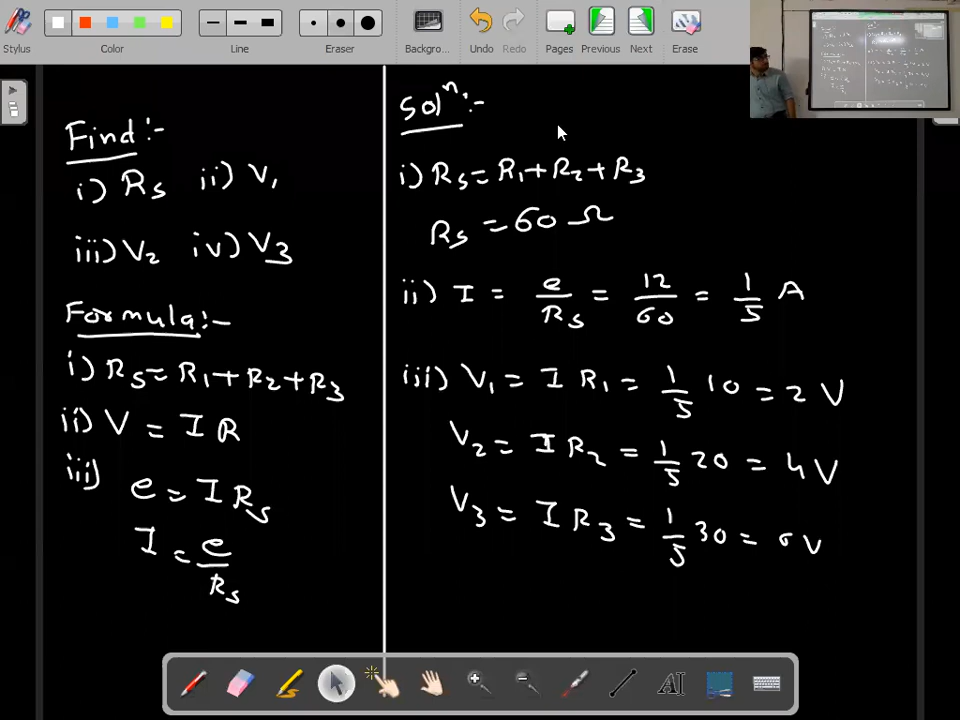 Stylus
Color
Line
Eraser
Backgro...
Undo
Redo
Pages
Previous
Next
Erase
Find :-
i) Rs ii) V1
iii) V2 iv) V3
Formula :-
i) Rs = R1 + R2 + R3
ii) V = I R
iii)
e = I Rs
I = e/Rs
Solⁿ :-
i) Rs = R1 + R2 + R3
Rs = 60 Ω
ii) I = e/Rs = 12/60 = 1/5 A
iii) V1 = I R1 = 1/5 10 = 2 V
V2 = I R2 = 1/5 20 = 4 V
V3 = I R3 = 1/5 30 = 6 V
AI